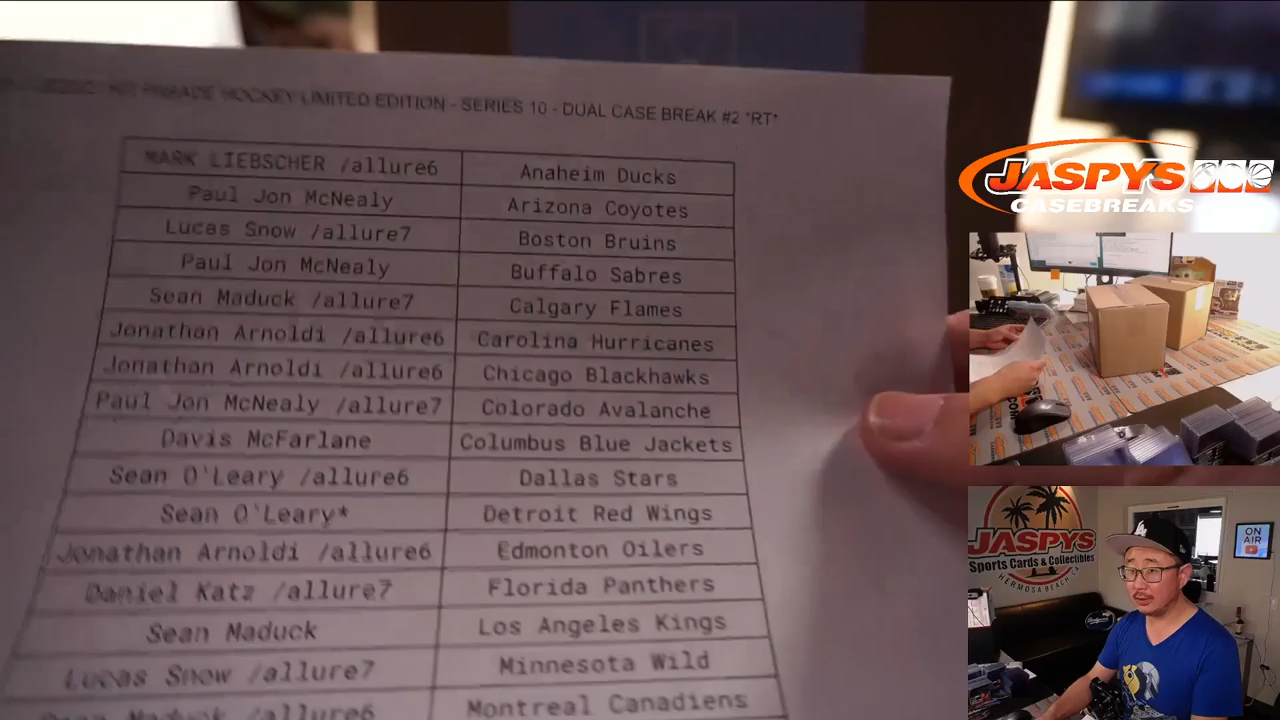 HIT PARADE HOCKEY LIMITED EDITION - SERIES 10 - DUAL CASE BREAK #2 *RT*
MARK LIEBSCHER /allure6 Anaheim Ducks
Paul Jon McNealy Arizona Coyotes
Lucas Snow /allure7 Boston Bruins
Paul Jon McNealy Buffalo Sabres
Sean Maduck /allure7 Calgary Flames
Jonathan Arnoldi /allure6 Carolina Hurricanes
Jonathan Arnoldi /allure6 Chicago Blackhawks
Paul Jon McNealy /allure7 Colorado Avalanche
Davis McFarlane Columbus Blue Jackets
Sean O'Leary /allure6 Dallas Stars
Sean O'Leary* Detroit Red Wings
Jonathan Arnoldi /allure6 Edmonton Oilers
Daniel Katz /allure7 Florida Panthers
Sean Maduck Los Angeles Kings
Lucas Snow /allure7 Minnesota Wild
Sean Maduck /allure6 Montreal Canadiens
JASPYS
CASEBREAKS
JASPYS
Sports Cards & Collectibles
HERMOSA BEACH, CA
ON
AIR
LA